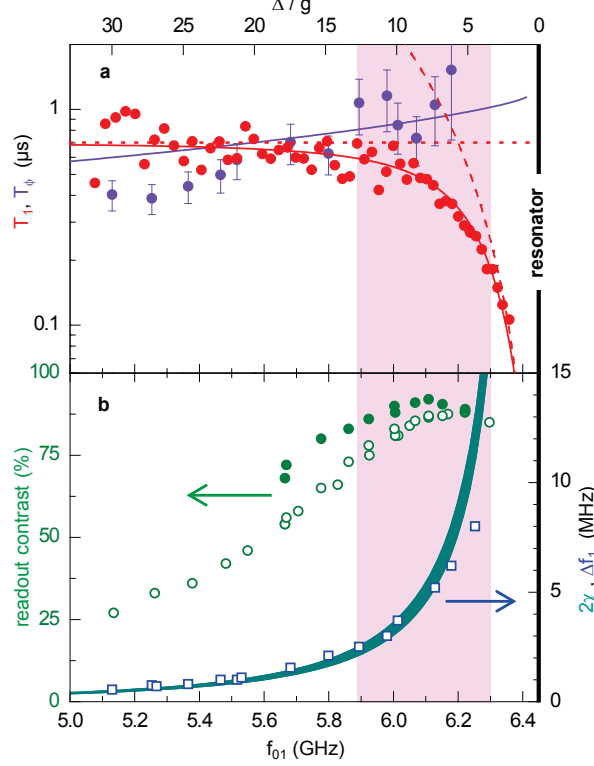 Δ / g
30 25 20 15 10 5 0
a
1
0.1
T₁, Tϕ (μs)
resonator
b
100
75
50
25
0
readout contrast (%)
15
10
5
0
2χ, Δf₁ (MHz)
5.0 5.2 5.4 5.6 5.8 6.0 6.2 6.4
f₀₁ (GHz)